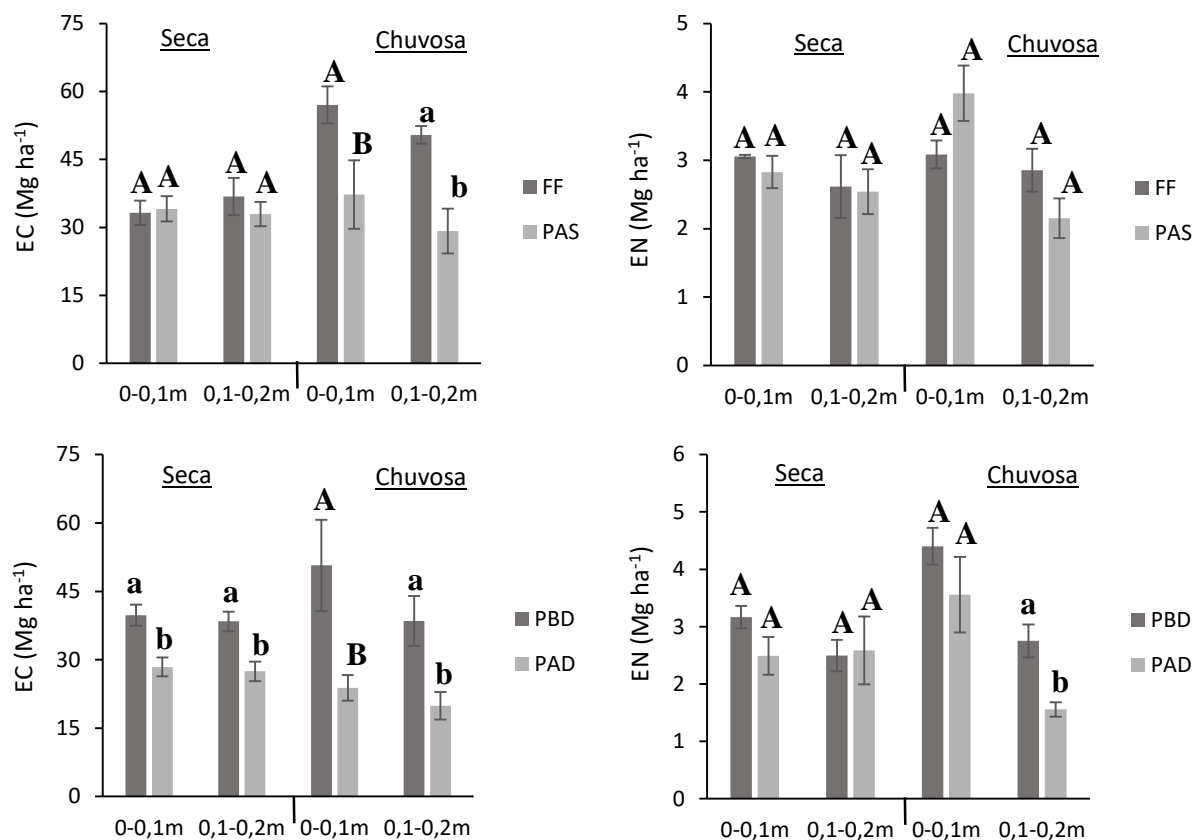 75
60
45
30
15
0
EC (Mg ha⁻¹)
Seca
Chuvosa
A A A A A B a b
0-0,1m 0,1-0,2m 0-0,1m 0,1-0,2m
FF
PAS
5
4
3
2
1
0
EN (Mg ha⁻¹)
Seca
Chuvosa
A A A A A A A A
0-0,1m 0,1-0,2m 0-0,1m 0,1-0,2m
FF
PAS
75
60
45
30
15
0
EC (Mg ha⁻¹)
Seca
Chuvosa
a b a b A B a b
0-0,1m 0,1-0,2m 0-0,1m 0,1-0,2m
PBD
PAD
6
5
4
3
2
1
0
EN (Mg ha⁻¹)
Seca
Chuvosa
A A A A A A a b
0-0,1m 0,1-0,2m 0-0,1m 0,1-0,2m
PBD
PAD